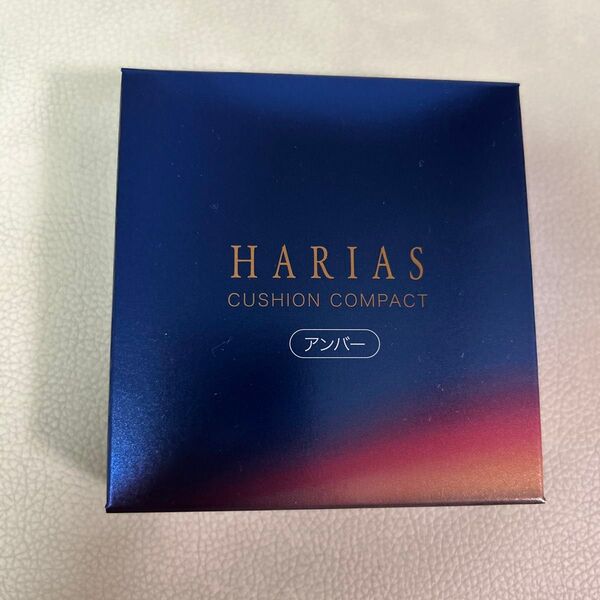 HARIAS
CUSHION COMPACT
アンバー